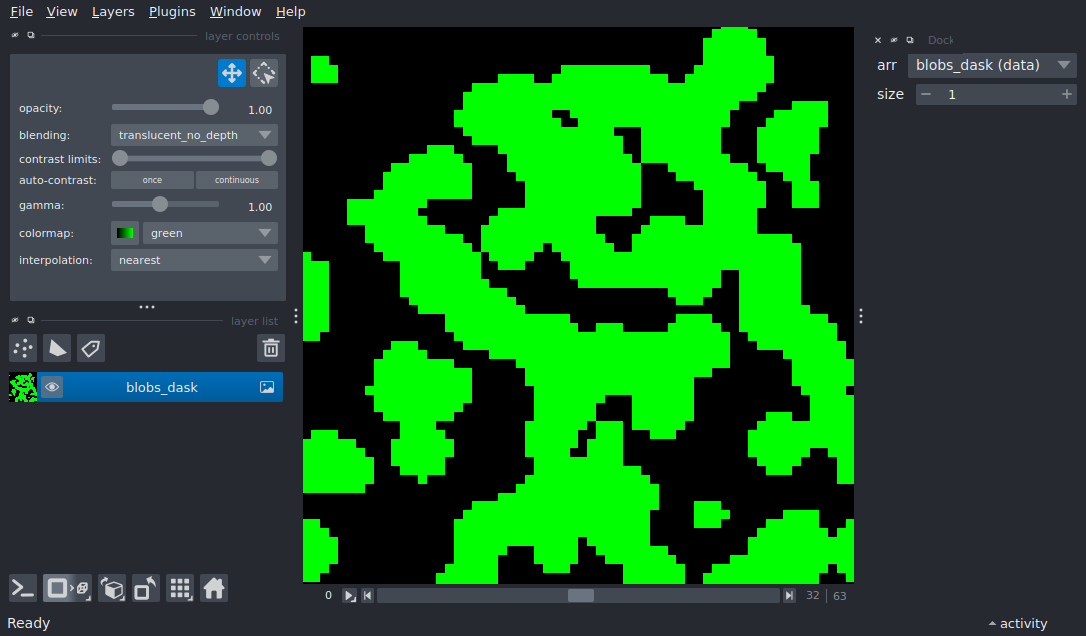 File View Layers Plugins Window Help
layer controls
opacity: 1.00
blending: translucent_no_depth
contrast limits:
auto-contrast: once continuous
gamma: 1.00
colormap: green
interpolation: nearest
layer list
blobs_dask
0 32 63
Ready
Dock
arr blobs_dask (data)
size 1
activity